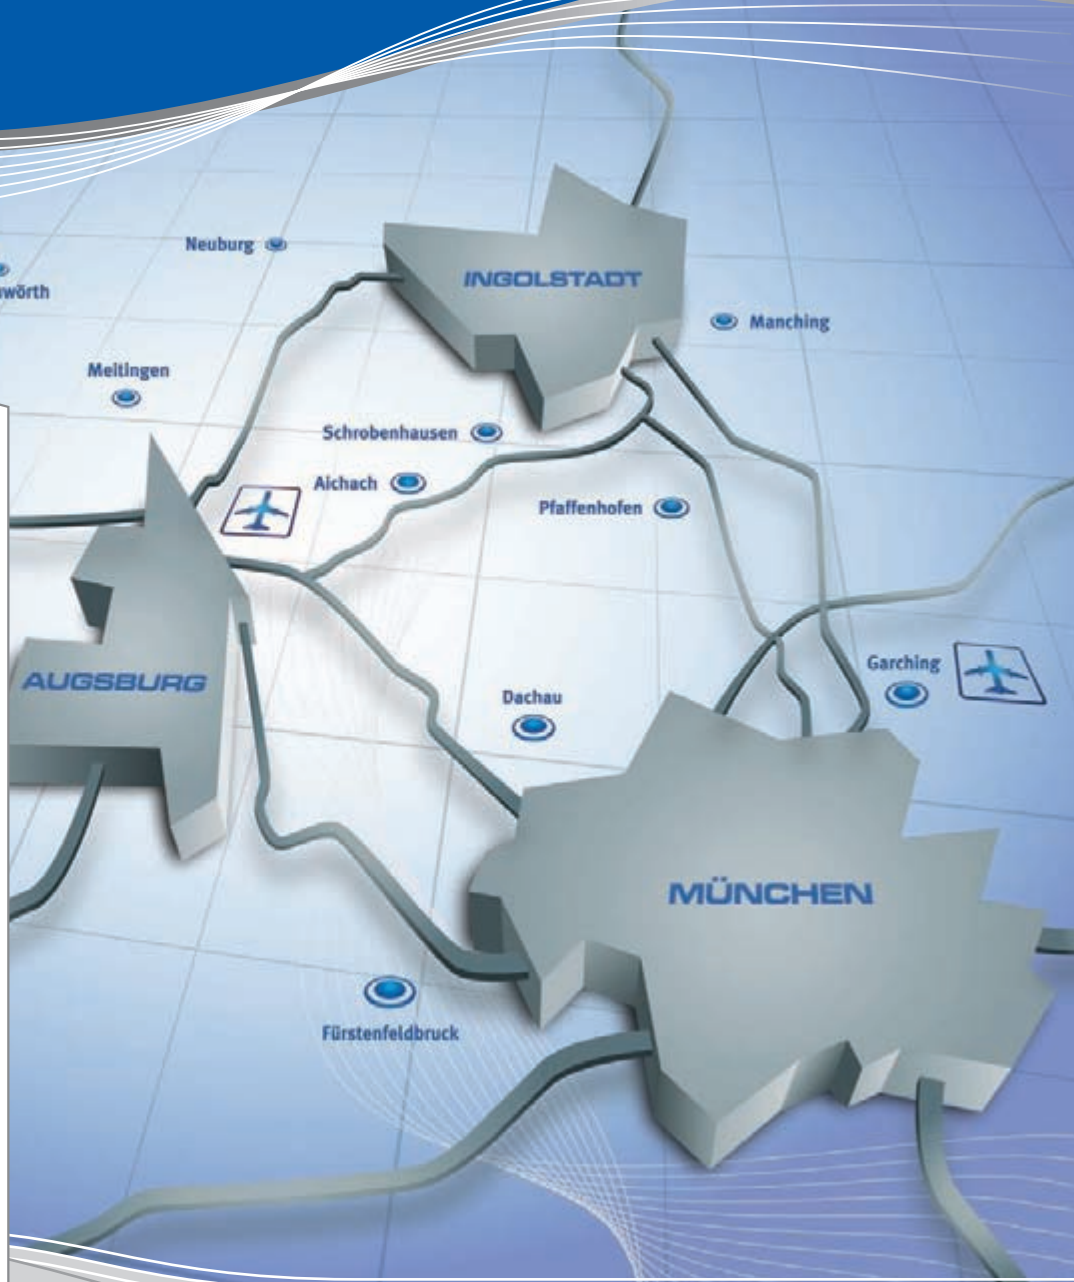 Neuburg
INGOLSTADT
wörth
Manching
Meitingen
Schrobenhausen
Aichach
Pfaffenhofen
Garching
AUGSBURG
Dachau
MÜNCHEN
Fürstenfeldbruck